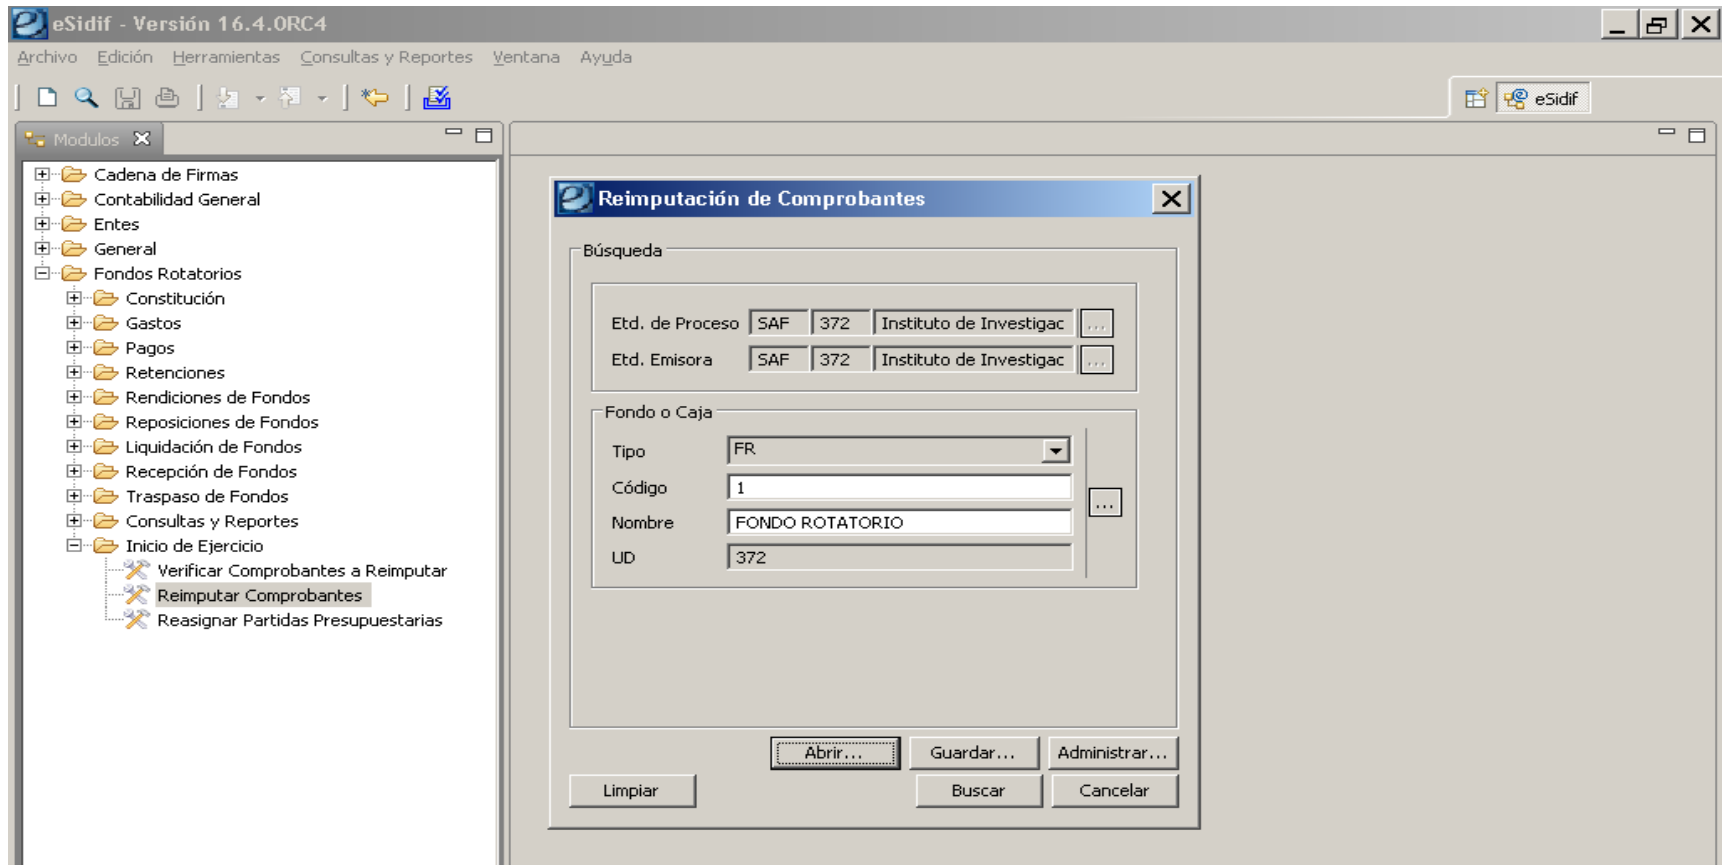 eSidif - Versión 16.4.0RC4
Archivo Edición Herramientas Consultas y Reportes Ventana Ayuda
eSidif
Modulos
Cadena de Firmas
Contabilidad General
Entes
General
Fondos Rotatorios
Constitución
Gastos
Pagos
Retenciones
Rendiciones de Fondos
Reposiciones de Fondos
Liquidación de Fondos
Recepción de Fondos
Traspaso de Fondos
Consultas y Reportes
Inicio de Ejercicio
Verificar Comprobantes a Reimputar
Reimputar Comprobantes
Reasignar Partidas Presupuestarias
Reimputación de Comprobantes
Búsqueda
Etd. de Proceso SAF 372 Instituto de Investigac ...
Etd. Emisora SAF 372 Instituto de Investigac ...
Fondo o Caja
Tipo FR
Código 1
...
Nombre FONDO ROTATORIO
UD 372
Abrir... Guardar... Administrar...
Limpiar Buscar Cancelar